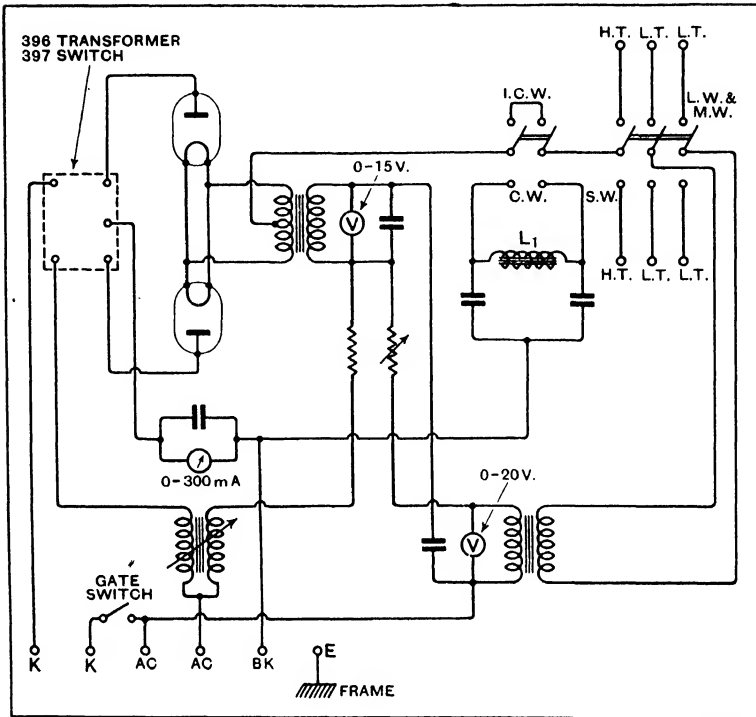 396 TRANSFORMER
397 SWITCH
H.T. L.T. L.T.
I.C.W.
L.W. &
M.W.
0-15 V.
V
C.W.
S.W.
L1
H.T. L.T. L.T.
0-300 mA
0-20 V.
V
GATE
SWITCH
K K AC AC BK E
FRAME